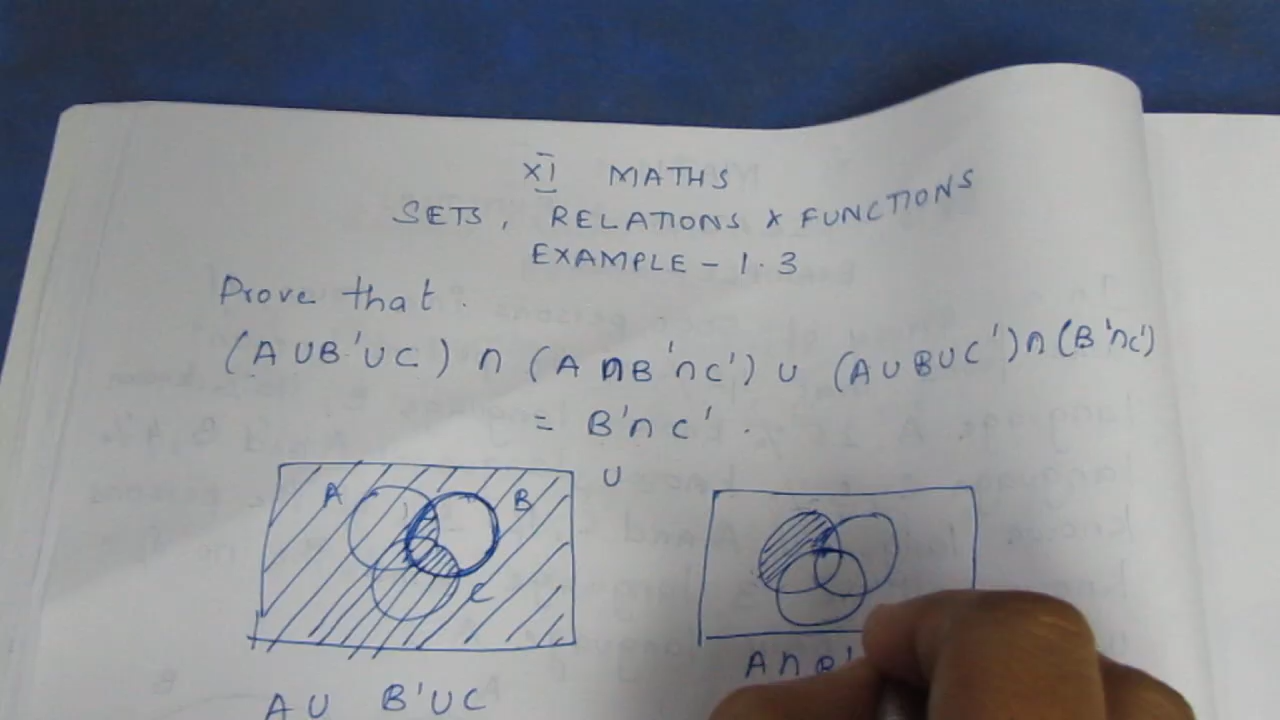 XI MATHS
SETS, RELATIONS & FUNCTIONS
EXAMPLE - 1.3
Prove that.
(A ∪ B' ∪ C) ∩ (A ∩ B' ∩ C') ∪ (A ∪ B ∪ C') ∩ (B' ∩ C')
= B' ∩ C'.
U
A B
C
A ∪ B' ∪ C
A ∩ B'